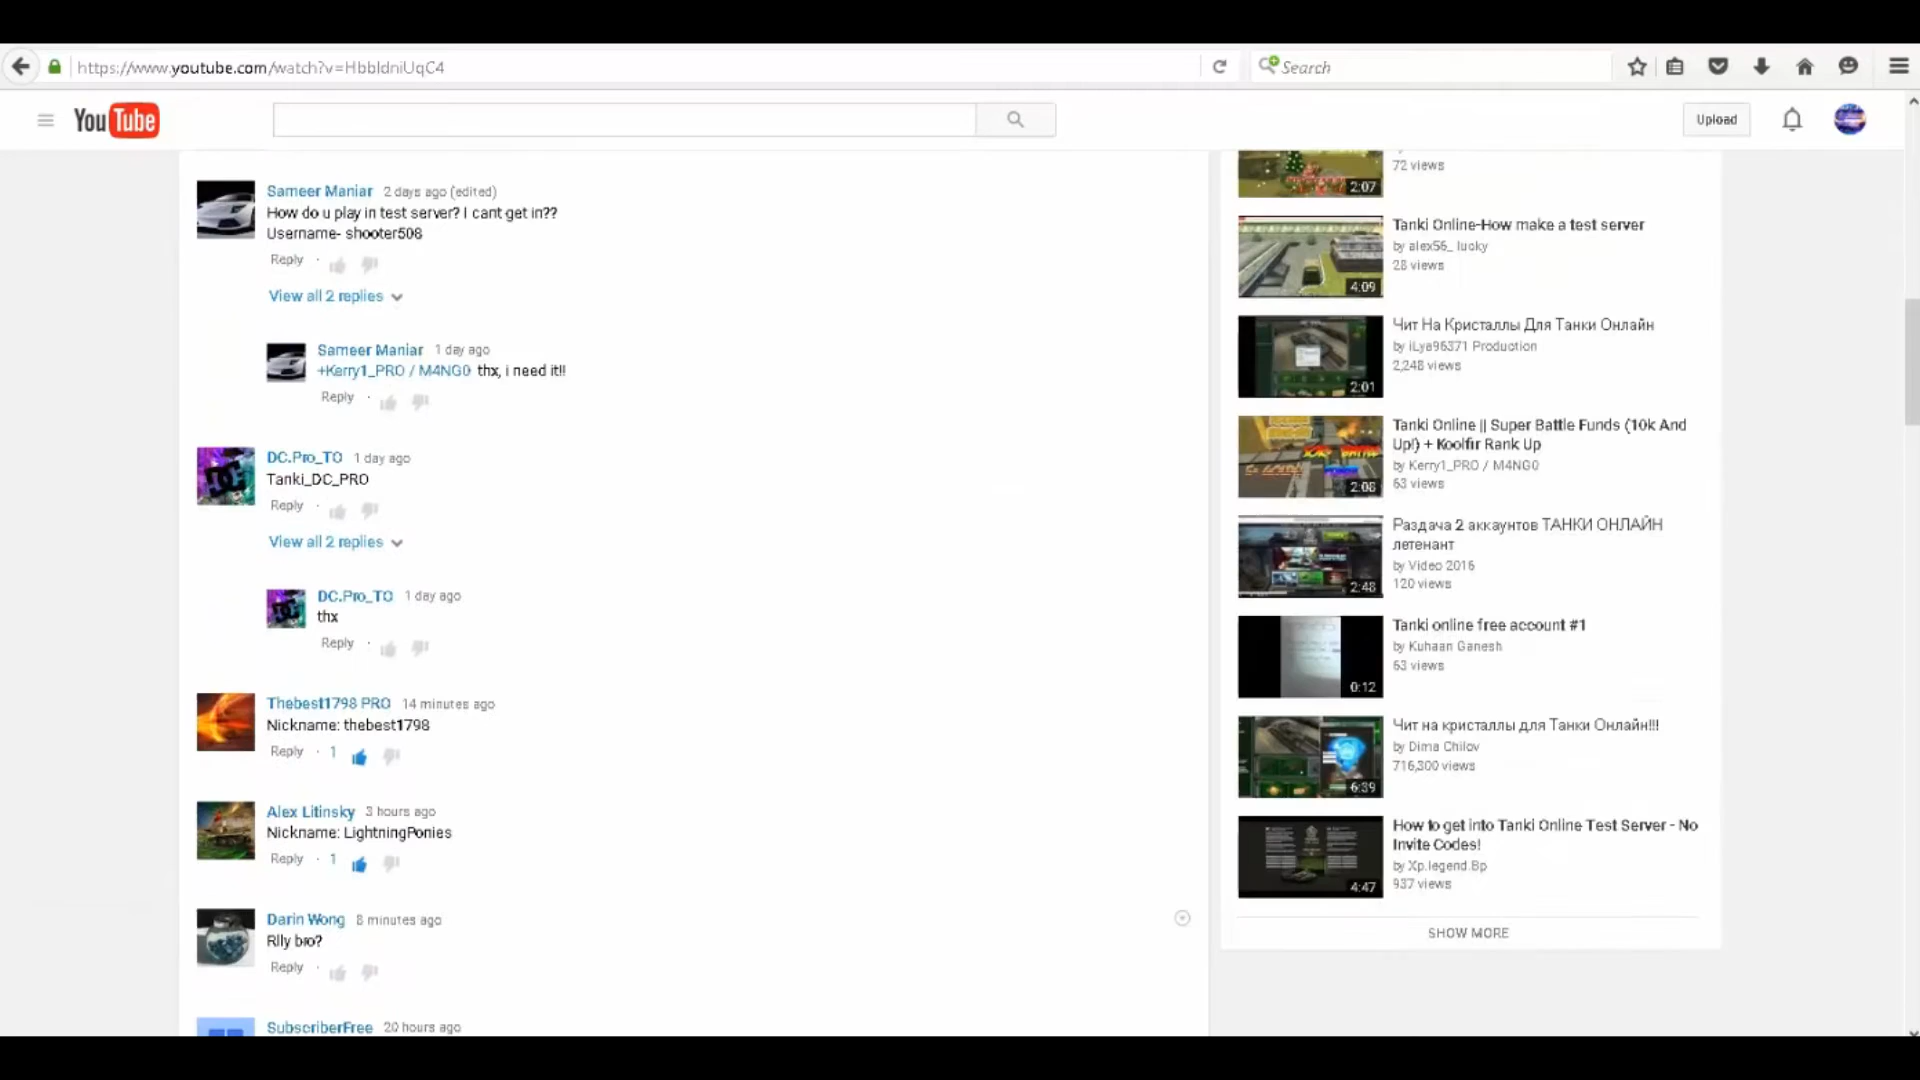 https://www.youtube.com/watch?v=HbbldniUqC4
Search
YouTube
Upload
Sameer Maniar 2 days ago (edited)
How do u play in test server? I cant get in??
Username- shooter508
Reply ·
View all 2 replies
Sameer Maniar 1 day ago
+Kerry1_PRO / M4NG0 thx, i need it!!
Reply ·
DC.Pro_TO 1 day ago
Tanki_DC_PRO
Reply ·
View all 2 replies
DC.Pro_TO 1 day ago
thx
Reply ·
Thebest1798 PRO 14 minutes ago
Nickname: thebest1798
Reply · 1
Alex Litinsky 3 hours ago
Nickname: LightningPonies
Reply · 1
Darin Wong 8 minutes ago
Rlly bro?
Reply ·
SubscriberFree 20 hours ago
72 views
2:07
Tanki Online-How make a test server
by alex56_ lucky
28 views
4:09
Чит На Кристаллы Для Танки Онлайн
by iLya96371 Production
2,248 views
2:01
Tanki Online || Super Battle Funds (10k And
Up!) + Koolfir Rank Up
by Kerry1_PRO / M4NG0
63 views
2:08
Раздача 2 аккаунтов ТАНКИ ОНЛАЙН
летенант
by Video 2016
120 views
2:48
Tanki online free account #1
by Kuhaan Ganesh
63 views
0:12
Чит на кристаллы для Танки Онлайн!!!
by Dima Chilov
716,300 views
6:39
How to get into Tanki Online Test Server - No
Invite Codes!
by Xp.legend.Bp
937 views
4:47
SHOW MORE